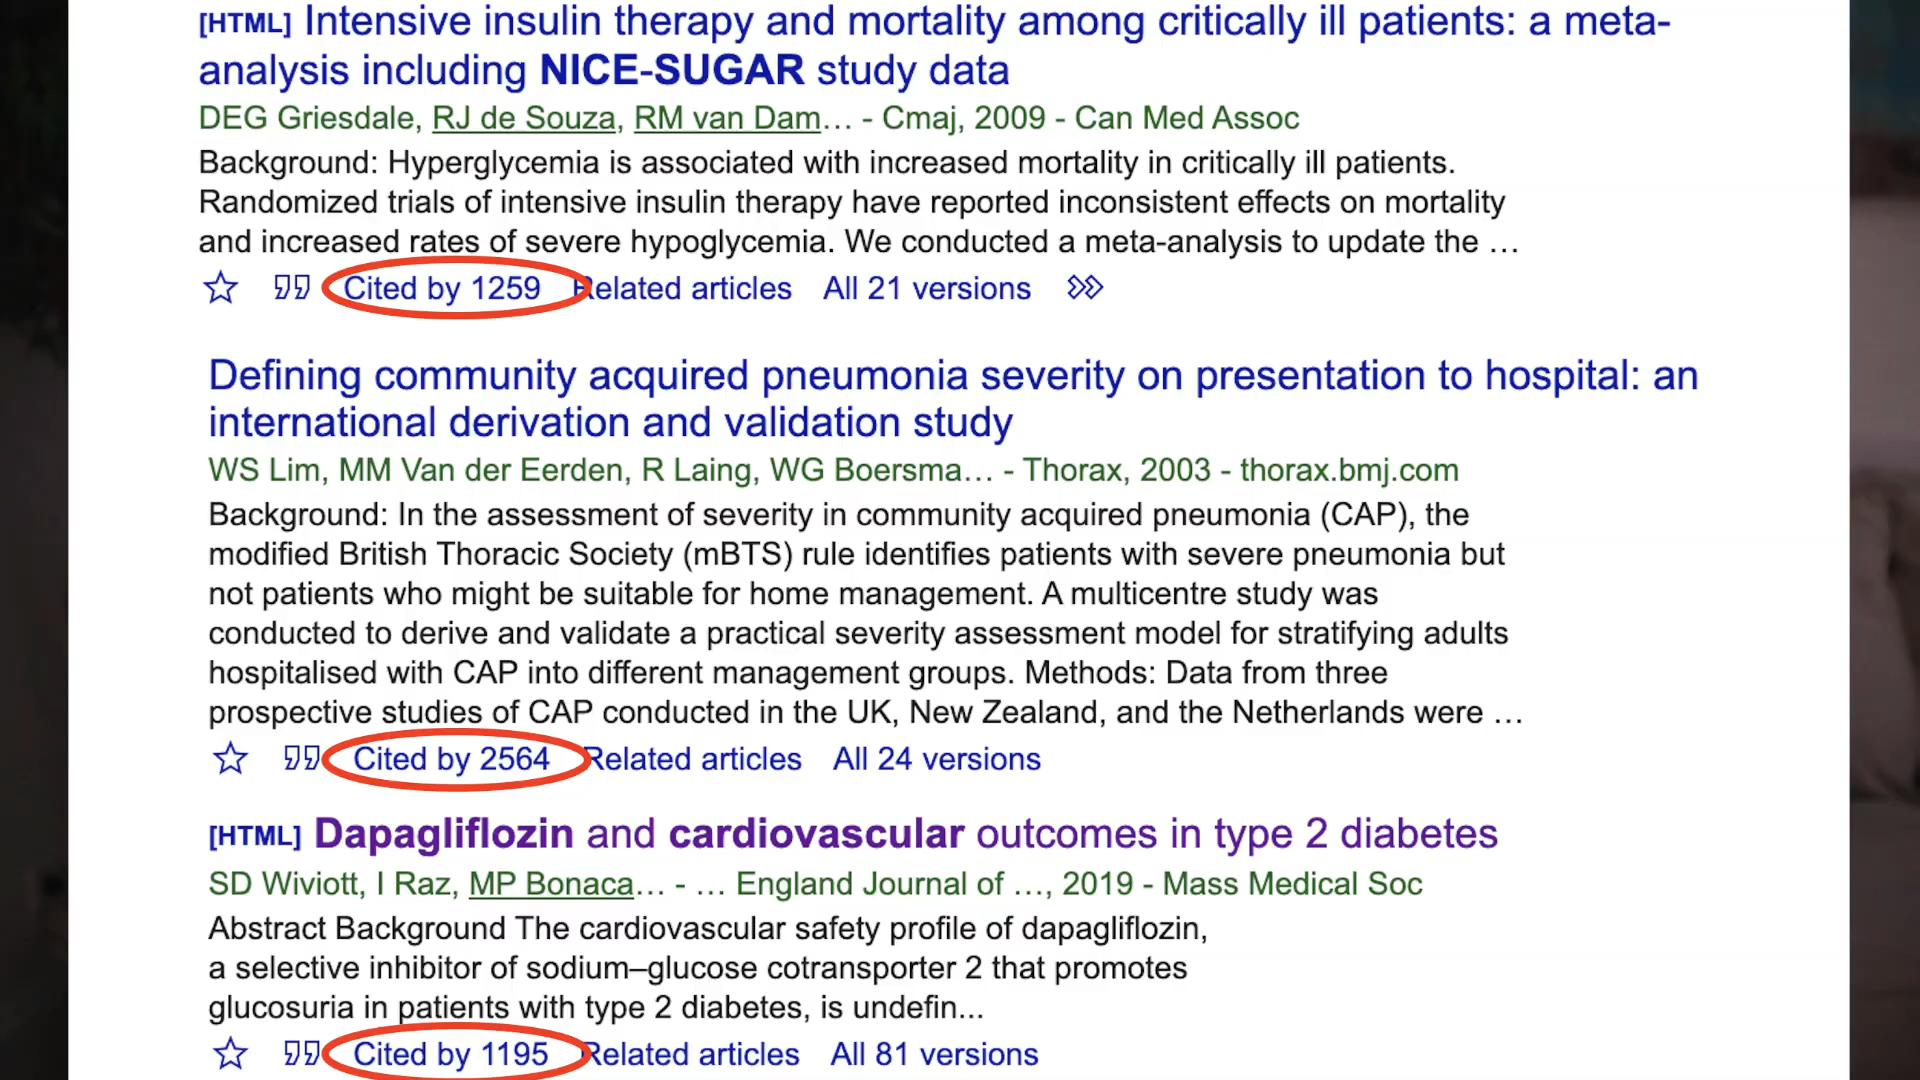 [HTML] Intensive insulin therapy and mortality among critically ill patients: a meta-
analysis including NICE-SUGAR study data
DEG Griesdale, RJ de Souza, RM van Dam… - Cmaj, 2009 - Can Med Assoc
Background: Hyperglycemia is associated with increased mortality in critically ill patients.
Randomized trials of intensive insulin therapy have reported inconsistent effects on mortality
and increased rates of severe hypoglycemia. We conducted a meta-analysis to update the …
Cited by 1259 Related articles All 21 versions
Defining community acquired pneumonia severity on presentation to hospital: an
international derivation and validation study
WS Lim, MM Van der Eerden, R Laing, WG Boersma… - Thorax, 2003 - thorax.bmj.com
Background: In the assessment of severity in community acquired pneumonia (CAP), the
modified British Thoracic Society (mBTS) rule identifies patients with severe pneumonia but
not patients who might be suitable for home management. A multicentre study was
conducted to derive and validate a practical severity assessment model for stratifying adults
hospitalised with CAP into different management groups. Methods: Data from three
prospective studies of CAP conducted in the UK, New Zealand, and the Netherlands were …
Cited by 2564 Related articles All 24 versions
[HTML] Dapagliflozin and cardiovascular outcomes in type 2 diabetes
SD Wiviott, I Raz, MP Bonaca… - … England Journal of …, 2019 - Mass Medical Soc
Abstract Background The cardiovascular safety profile of dapagliflozin,
a selective inhibitor of sodium–glucose cotransporter 2 that promotes
glucosuria in patients with type 2 diabetes, is undefin...
Cited by 1195 Related articles All 81 versions